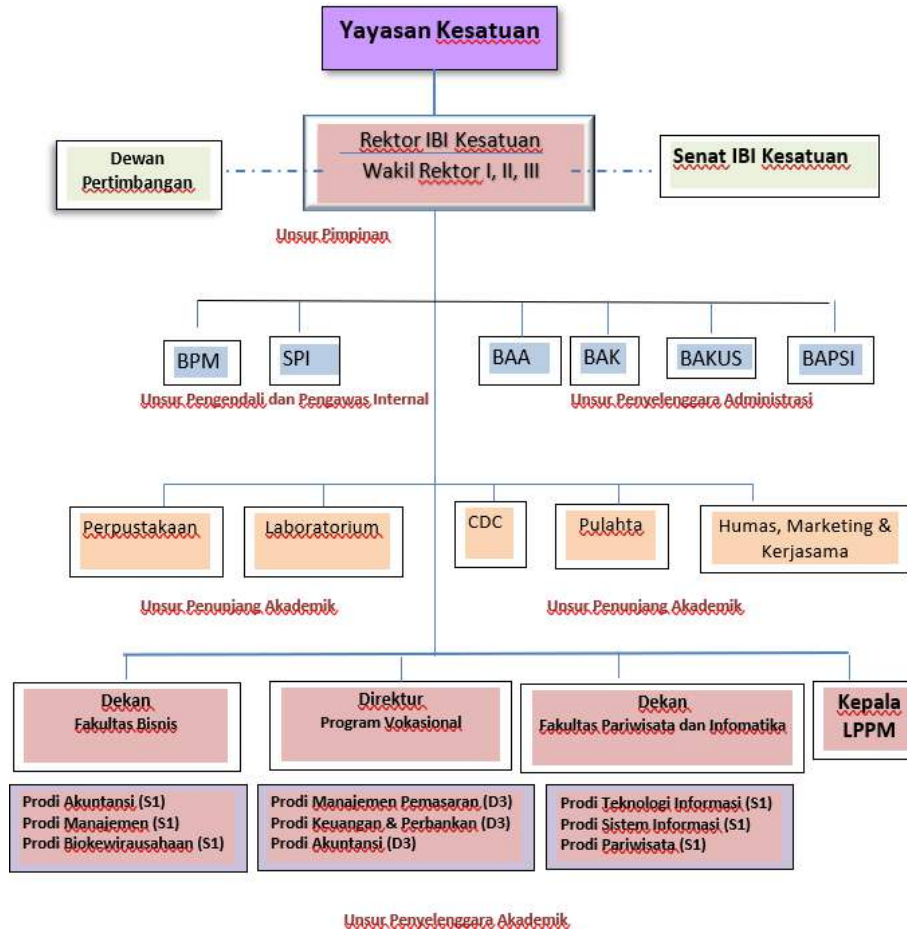 Yayasan Kesatuan
Rektor IBI Kesatuan
Wakil Rektor I, II, III
Dewan
Pertimbangan
Senat IBI Kesatuan
Unsur Pimpinan
BPM
SPI
BAA
BAK
BAKUS
BAPSI
Unsur Pengendali dan Pengawas Internal
Unsur Penyelenggara Administrasi
Perpustakaan
Laboratorium
CDC
Pulahta
Humas, Marketing &
Kerjasama
Unsur Penunjang Akademik
Unsur Penunjang Akademik
Dekan
Fakultas Bisnis
Direktur
Program Vokasional
Dekan
Fakultas Pariwisata dan Infomatika
Kepala
LPPM
Prodi Akuntansi (S1)
Prodi Manajemen (S1)
Prodi Biokewirausahaan (S1)
Prodi Manajemen Pemasaran (D3)
Prodi Keuangan & Perbankan (D3)
Prodi Akuntansi (D3)
Prodi Teknologi Informasi (S1)
Prodi Sistem Informasi (S1)
Prodi Pariwisata (S1)
Unsur Penyelenggara Akademik